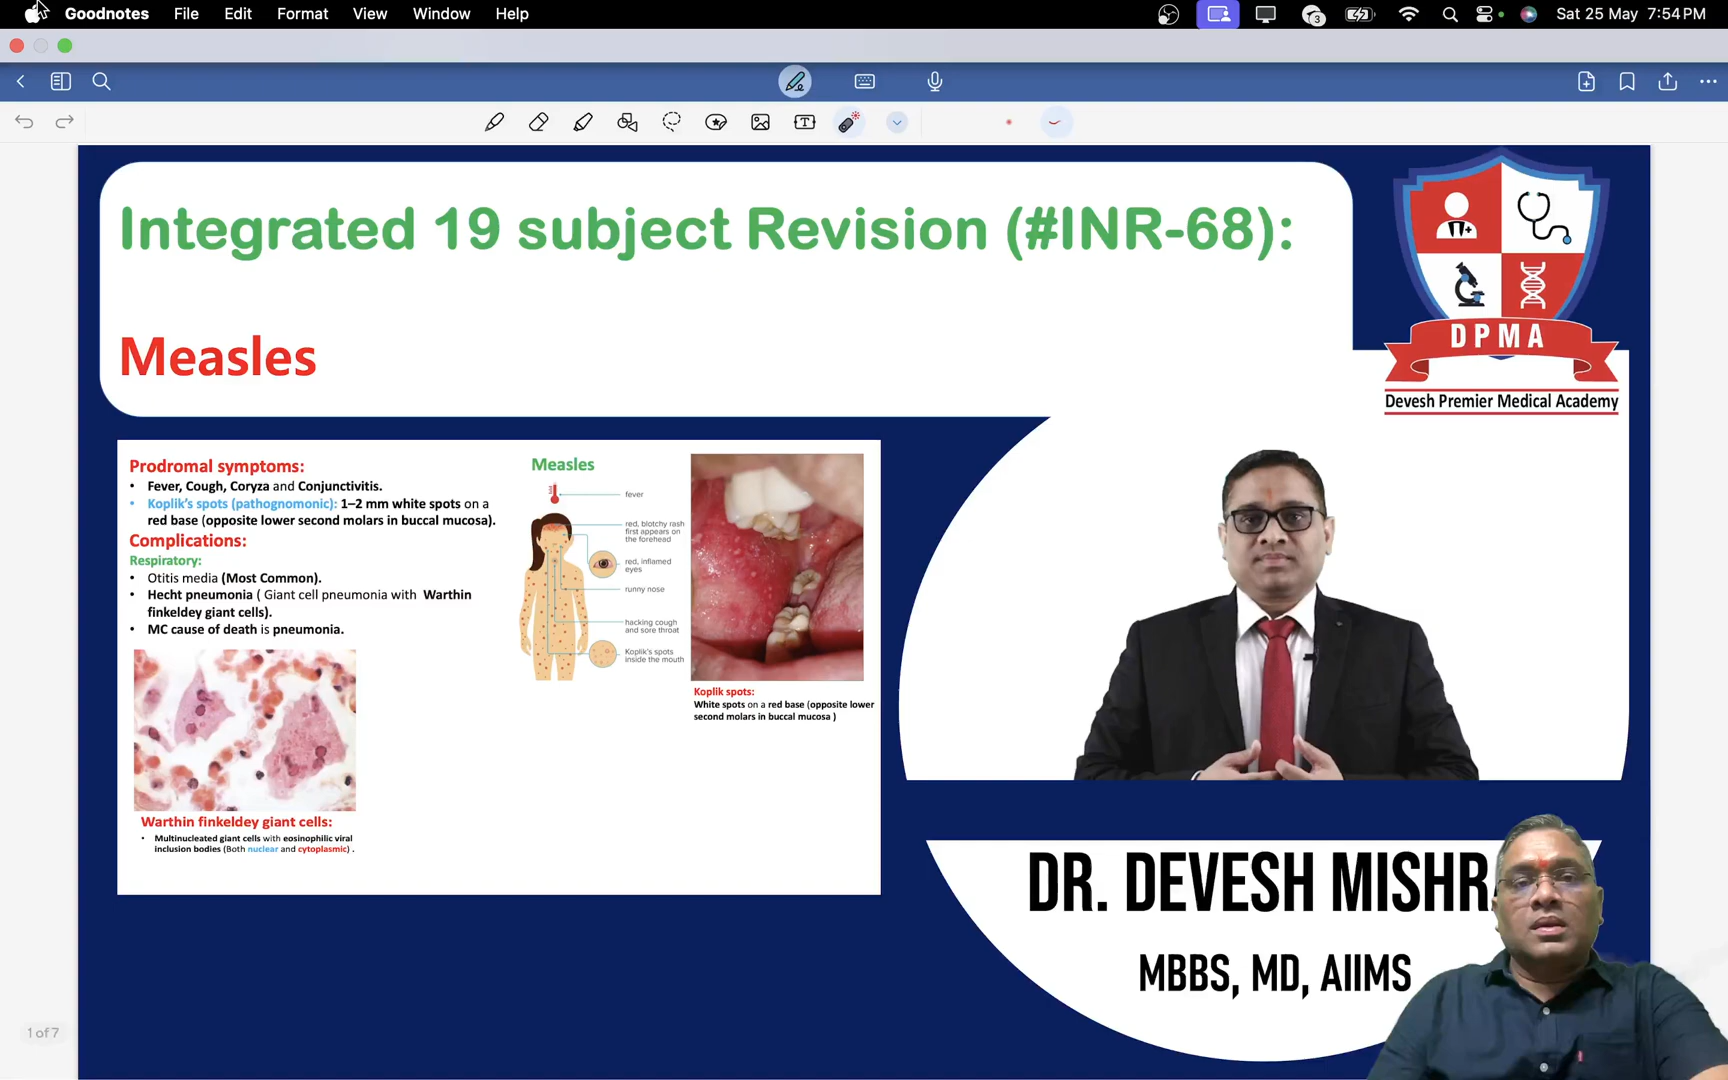 Goodnotes File Edit Format View Window Help
3
Sat 25 May 7:54 PM
Integrated 19 subject Revision (#INR-68):
Measles
DPMA
Devesh Premier Medical Academy
Prodromal symptoms:
• Fever, Cough, Coryza and Conjunctivitis.
• Koplik's spots (pathognomonic): 1–2 mm white spots on a
red base (opposite lower second molars in buccal mucosa).
Complications:
Respiratory:
• Otitis media (Most Common).
• Hecht pneumonia ( Giant cell pneumonia with Warthin
finkeldey giant cells).
• MC cause of death is pneumonia.
Warthin finkeldey giant cells:
• Multinucleated giant cells with eosinophilic viral
inclusion bodies (Both nuclear and cytoplasmic) .
Measles
fever
red, blotchy rash
first appears on
the forehead
red, inflamed
eyes
runny nose
hacking cough
and sore throat
Koplik's spots
inside the mouth
Koplik spots:
White spots on a red base (opposite lower
second molars in buccal mucosa )
DR. DEVESH MISHRA
MBBS, MD, AIIMS
1 of 7